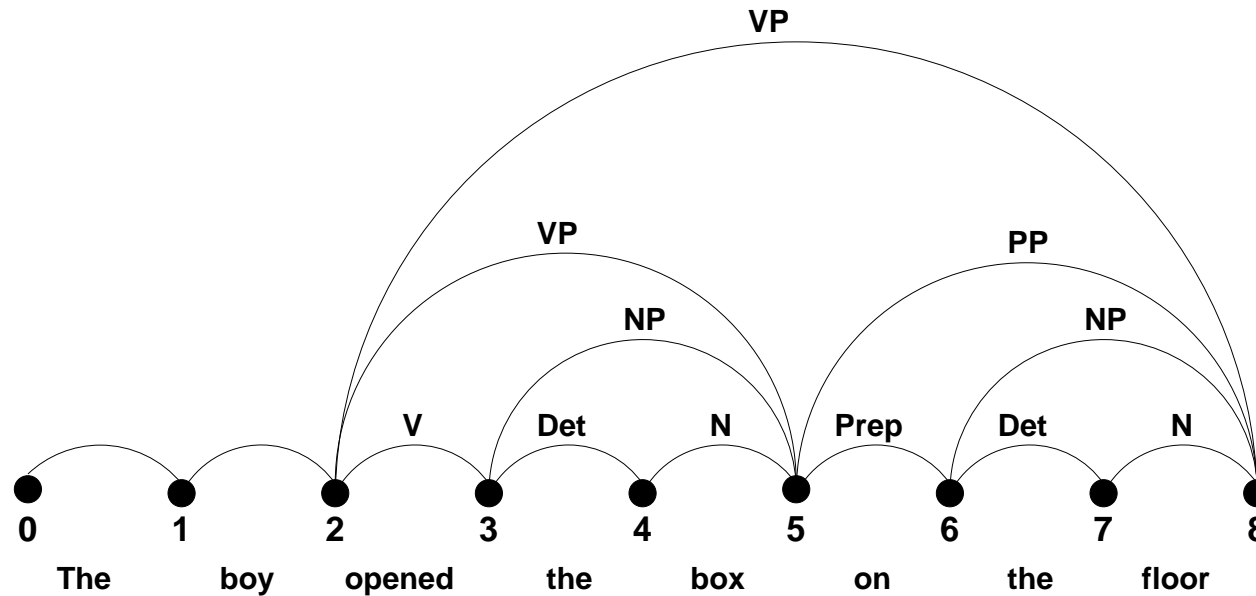 VP
VP PP
NP NP
V Det N Prep Det N
0 1 2 3 4 5 6 7 8
The boy opened the box on the floor